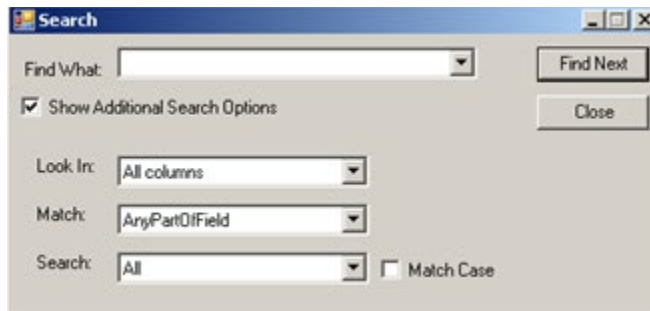 Search
Find What:
Find Next
Show Additional Search Options
Close
Look In: All columns
Match: AnyPartOfField
Search: All
Match Case